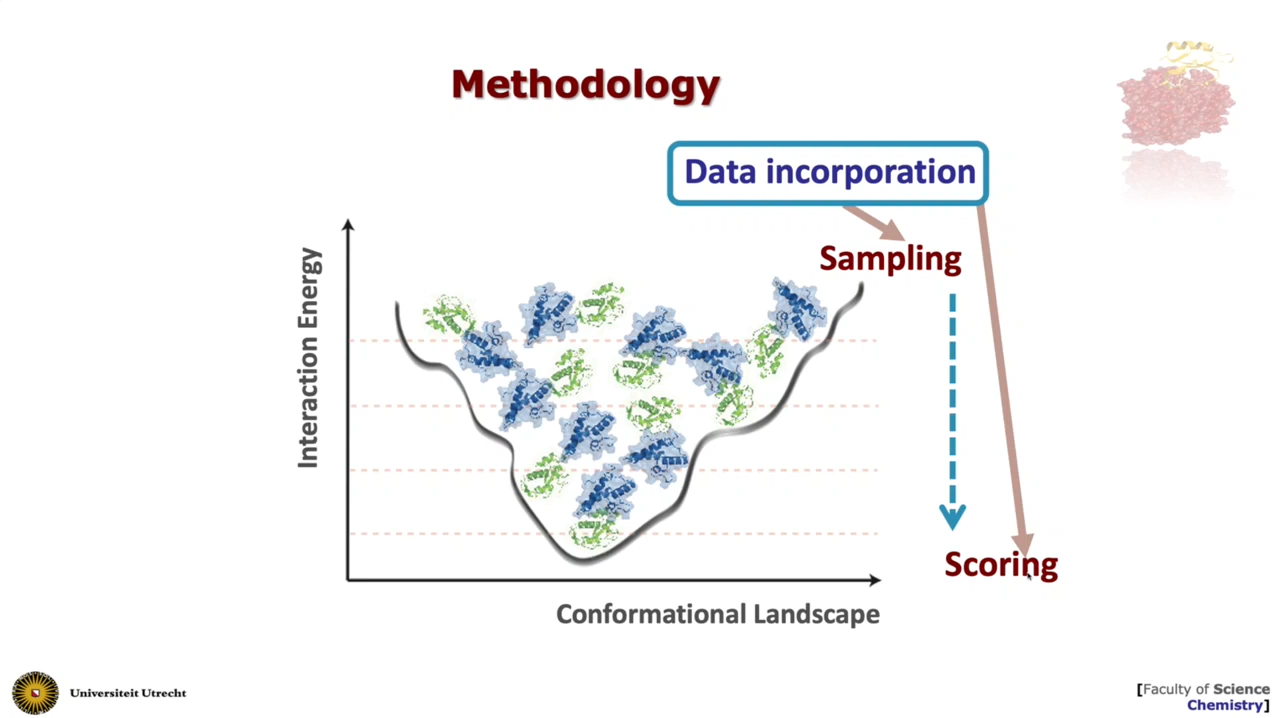 Methodology
Data incorporation
Sampling
Interaction Energy
Scoring
Conformational Landscape
Universiteit Utrecht
[Faculty of Science
Chemistry]